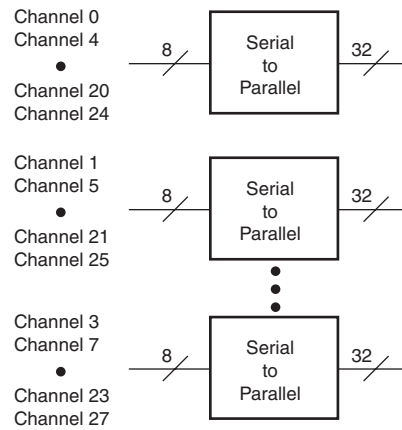 Channel 0
Channel 4
Channel 20
Channel 24
8
Serial
to
Parallel
32
Channel 1
Channel 5
Channel 21
Channel 25
8
Serial
to
Parallel
32
Channel 3
Channel 7
Channel 23
Channel 27
8
Serial
to
Parallel
32